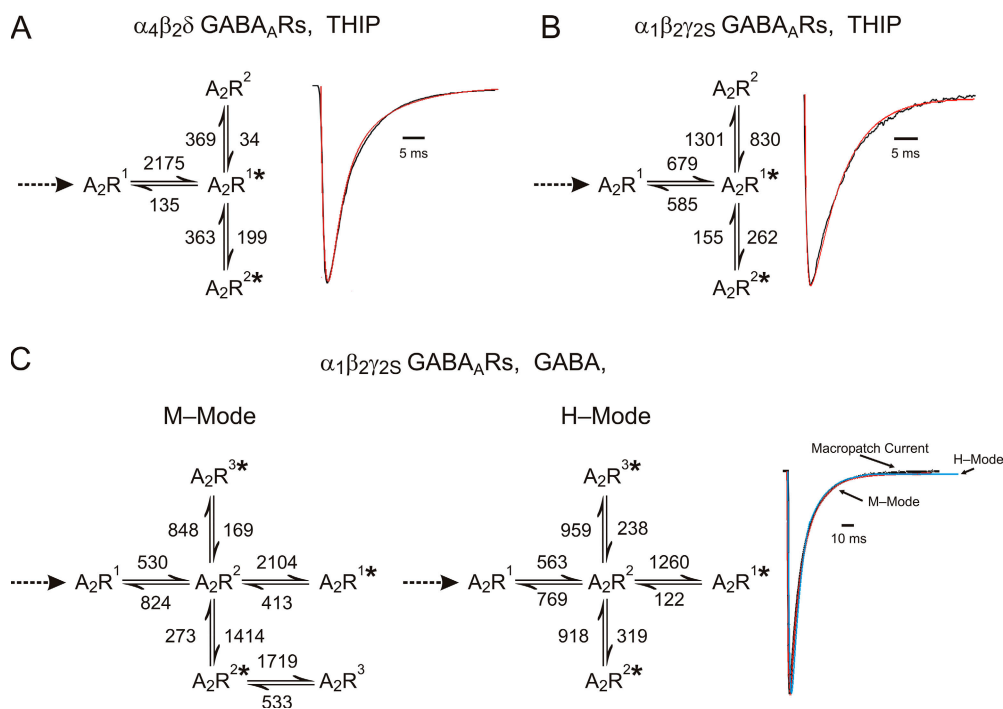 A
α4β2δ GABAARs, THIP
A2R2
369 34
2175
A2R1 A2R1*
135
363 199
A2R2*
5 ms
B
α1β2γ2S GABAARs, THIP
A2R2
1301 830
679
A2R1 A2R1*
585
155 262
A2R2*
5 ms
C
α1β2γ2S GABAARs, GABA,
M–Mode
A2R3*
848 169
530 2104
A2R1 A2R2 A2R1*
824 413
273 1414
1719
A2R2* A2R3
533
H–Mode
A2R3*
959 238
563 1260
A2R1 A2R2 A2R1*
769 122
918 319
A2R2*
Macropatch Current
H–Mode
M–Mode
10 ms